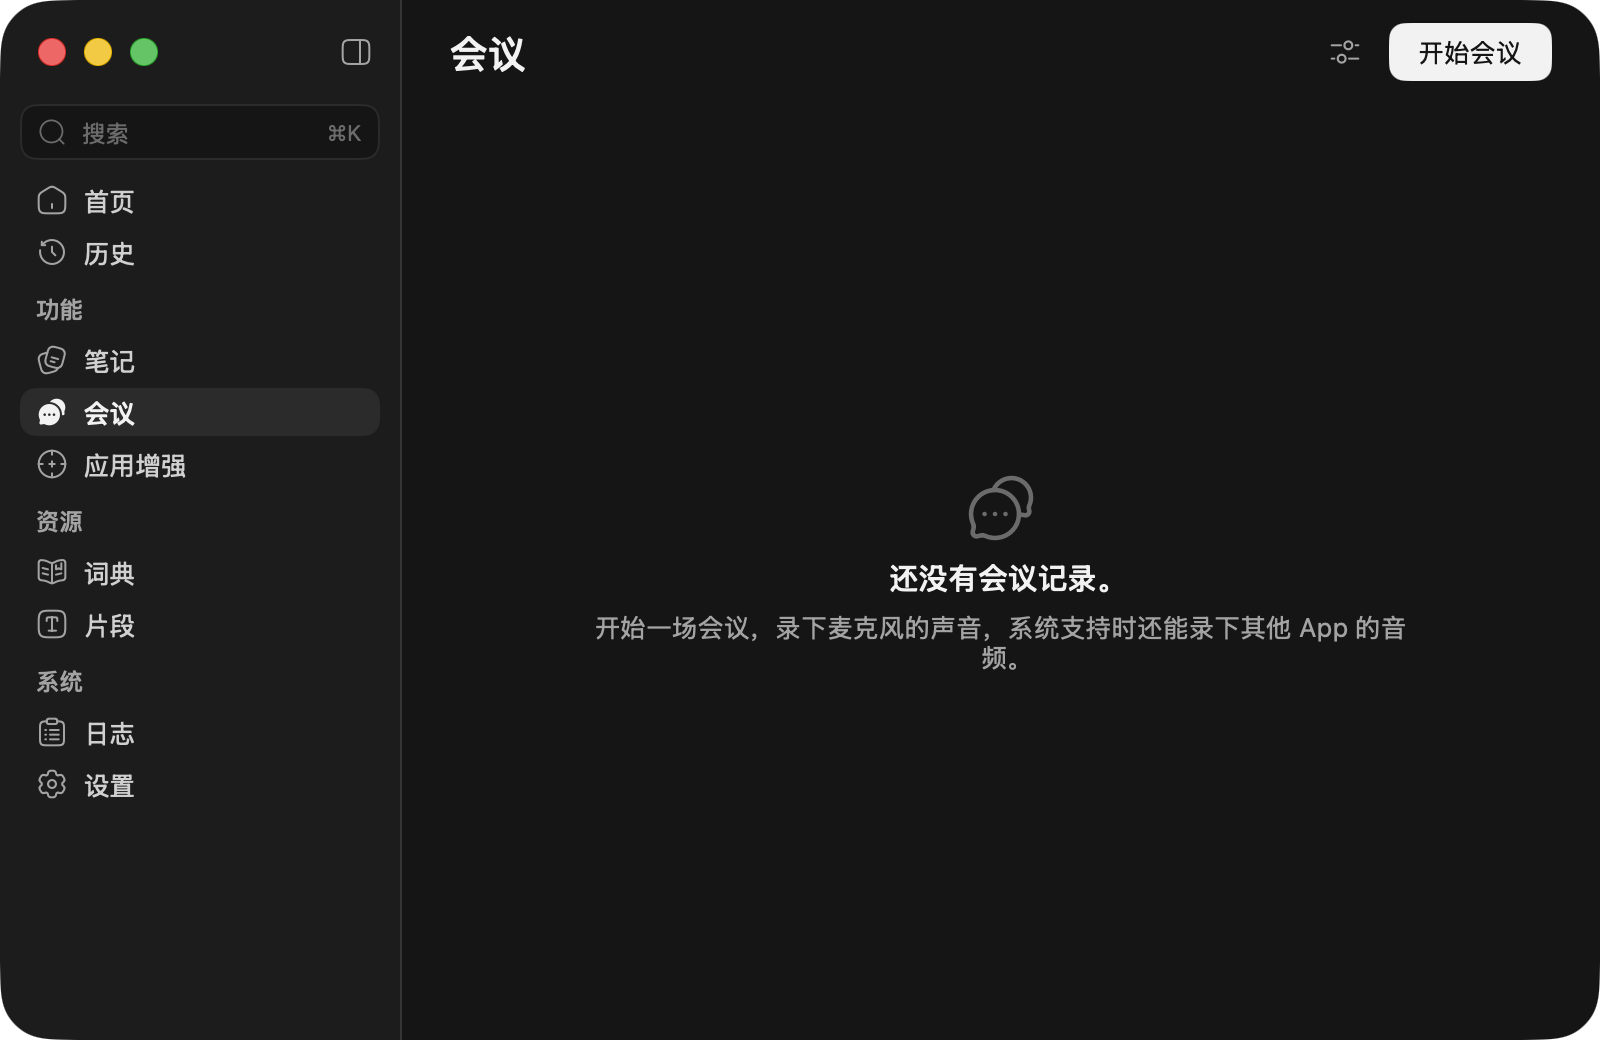 搜索 ⌘K
首页
历史
功能
笔记
会议
应用增强
资源
词典
片段
系统
日志
设置
会议
开始会议
还没有会议记录。
开始一场会议，录下麦克风的声音，系统支持时还能录下其他 App 的音
频。